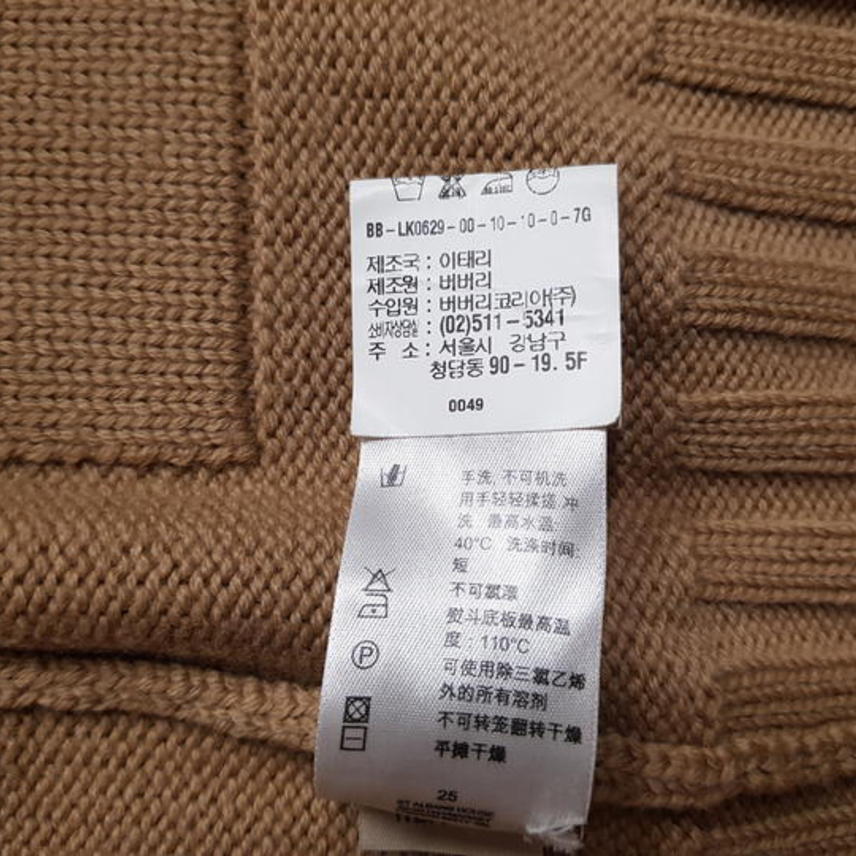 BB-LK0629-00-10-10-0-7G
제조국 : 이태리
제조원 : 버버리
수입원 : 버버리코리아(주)
소비자상담실 : (02)511-5341
주 소 : 서울시 강남구
청담동 90-19. 5F
0049
手洗, 不可机洗
用手轻轻揉搓 冲
洗 最高水温:
40°C 洗涤时间:
短
不可氯漂
熨斗底板最高温
度 : 110°C
P
可使用除三氯乙烯
外的所有溶剂
不可转笼翻转干燥
平摊干燥
25
ST ALBANS HOUSE